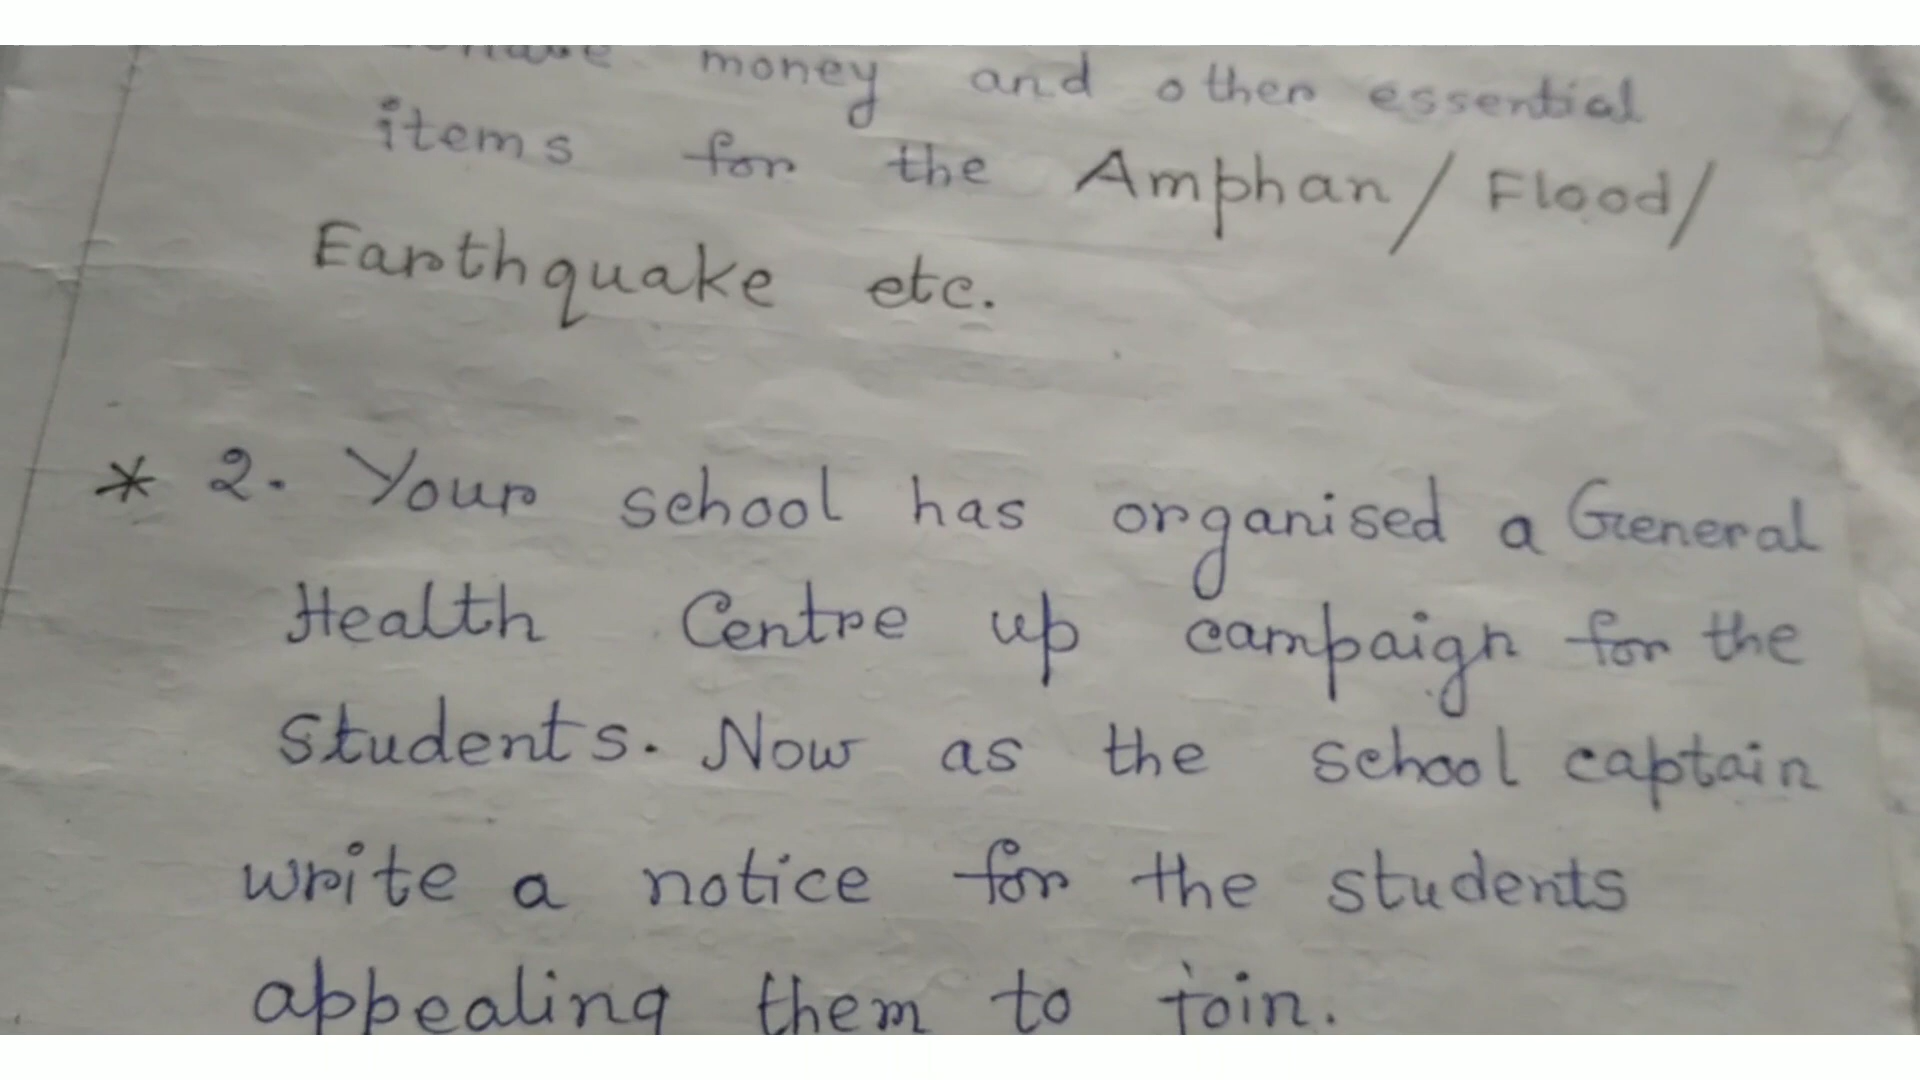 money and other essential
items for the Amphan/Flood/
Earthquake etc.
* 2. Your school has organised a General
Health Centre up campaign for the
students. Now as the school captain
write a notice for the students
appealing them to join.